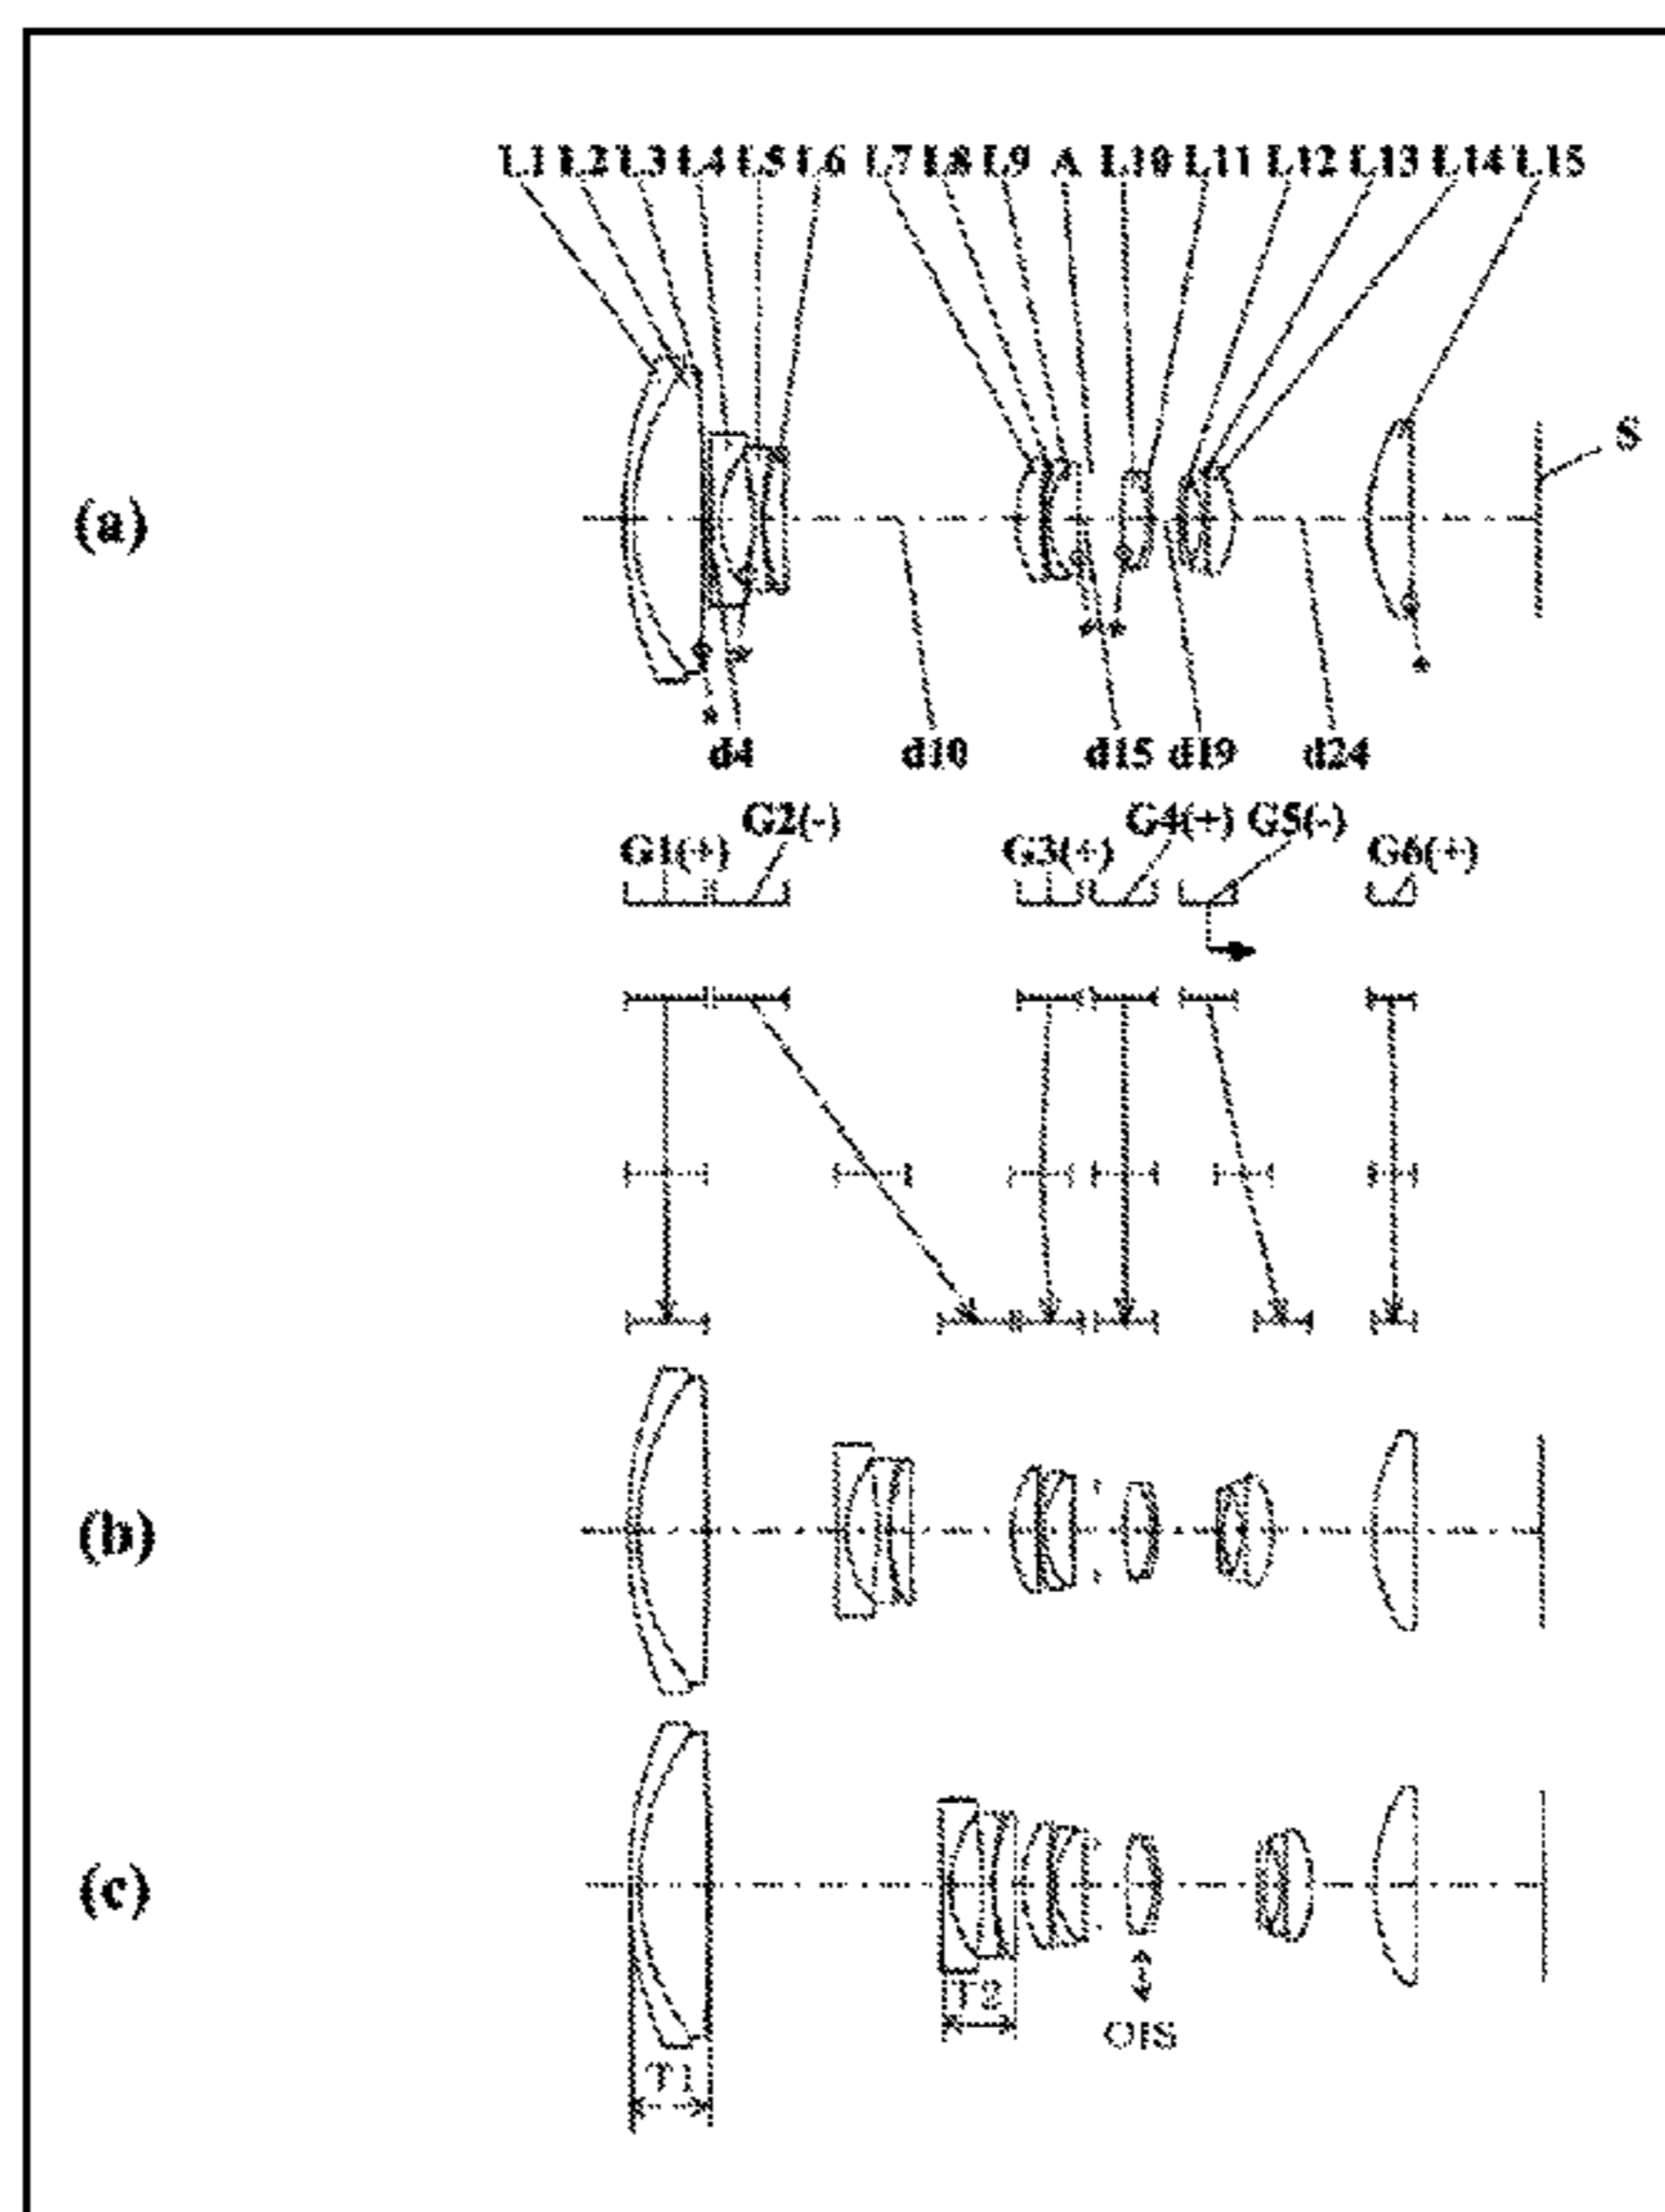 L1 L2 L3 L4 L5 L6 L7 L8 L9 A L10 L11 L12 L13 L14 L15
S
(a)
* *
* * *
d4 d10 d15 d19 d24
G2(-) G4(+) G5(-)
G1(+) G3(+) G6(+)
(b)
(c)
T2
OIS
T1